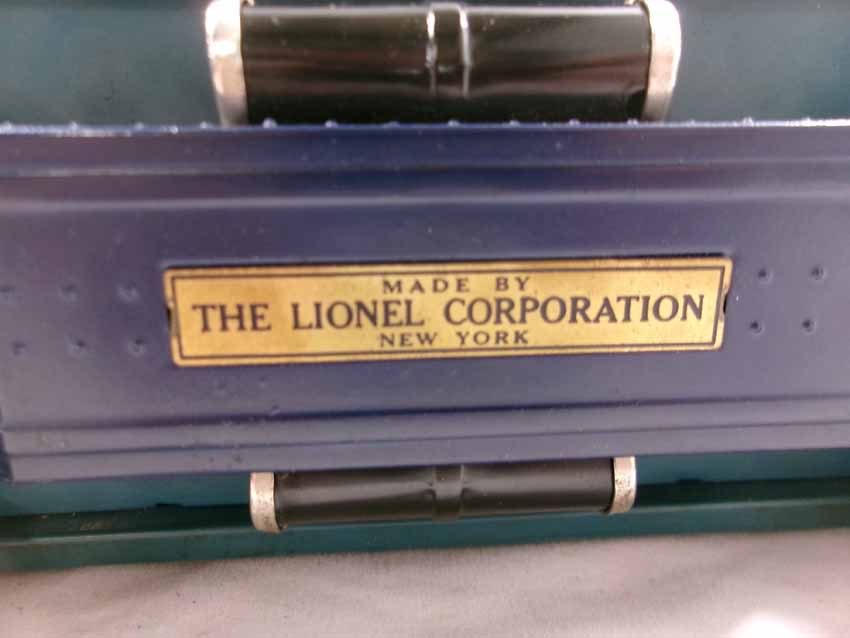 MADE BY
THE LIONEL CORPORATION
NEW YORK